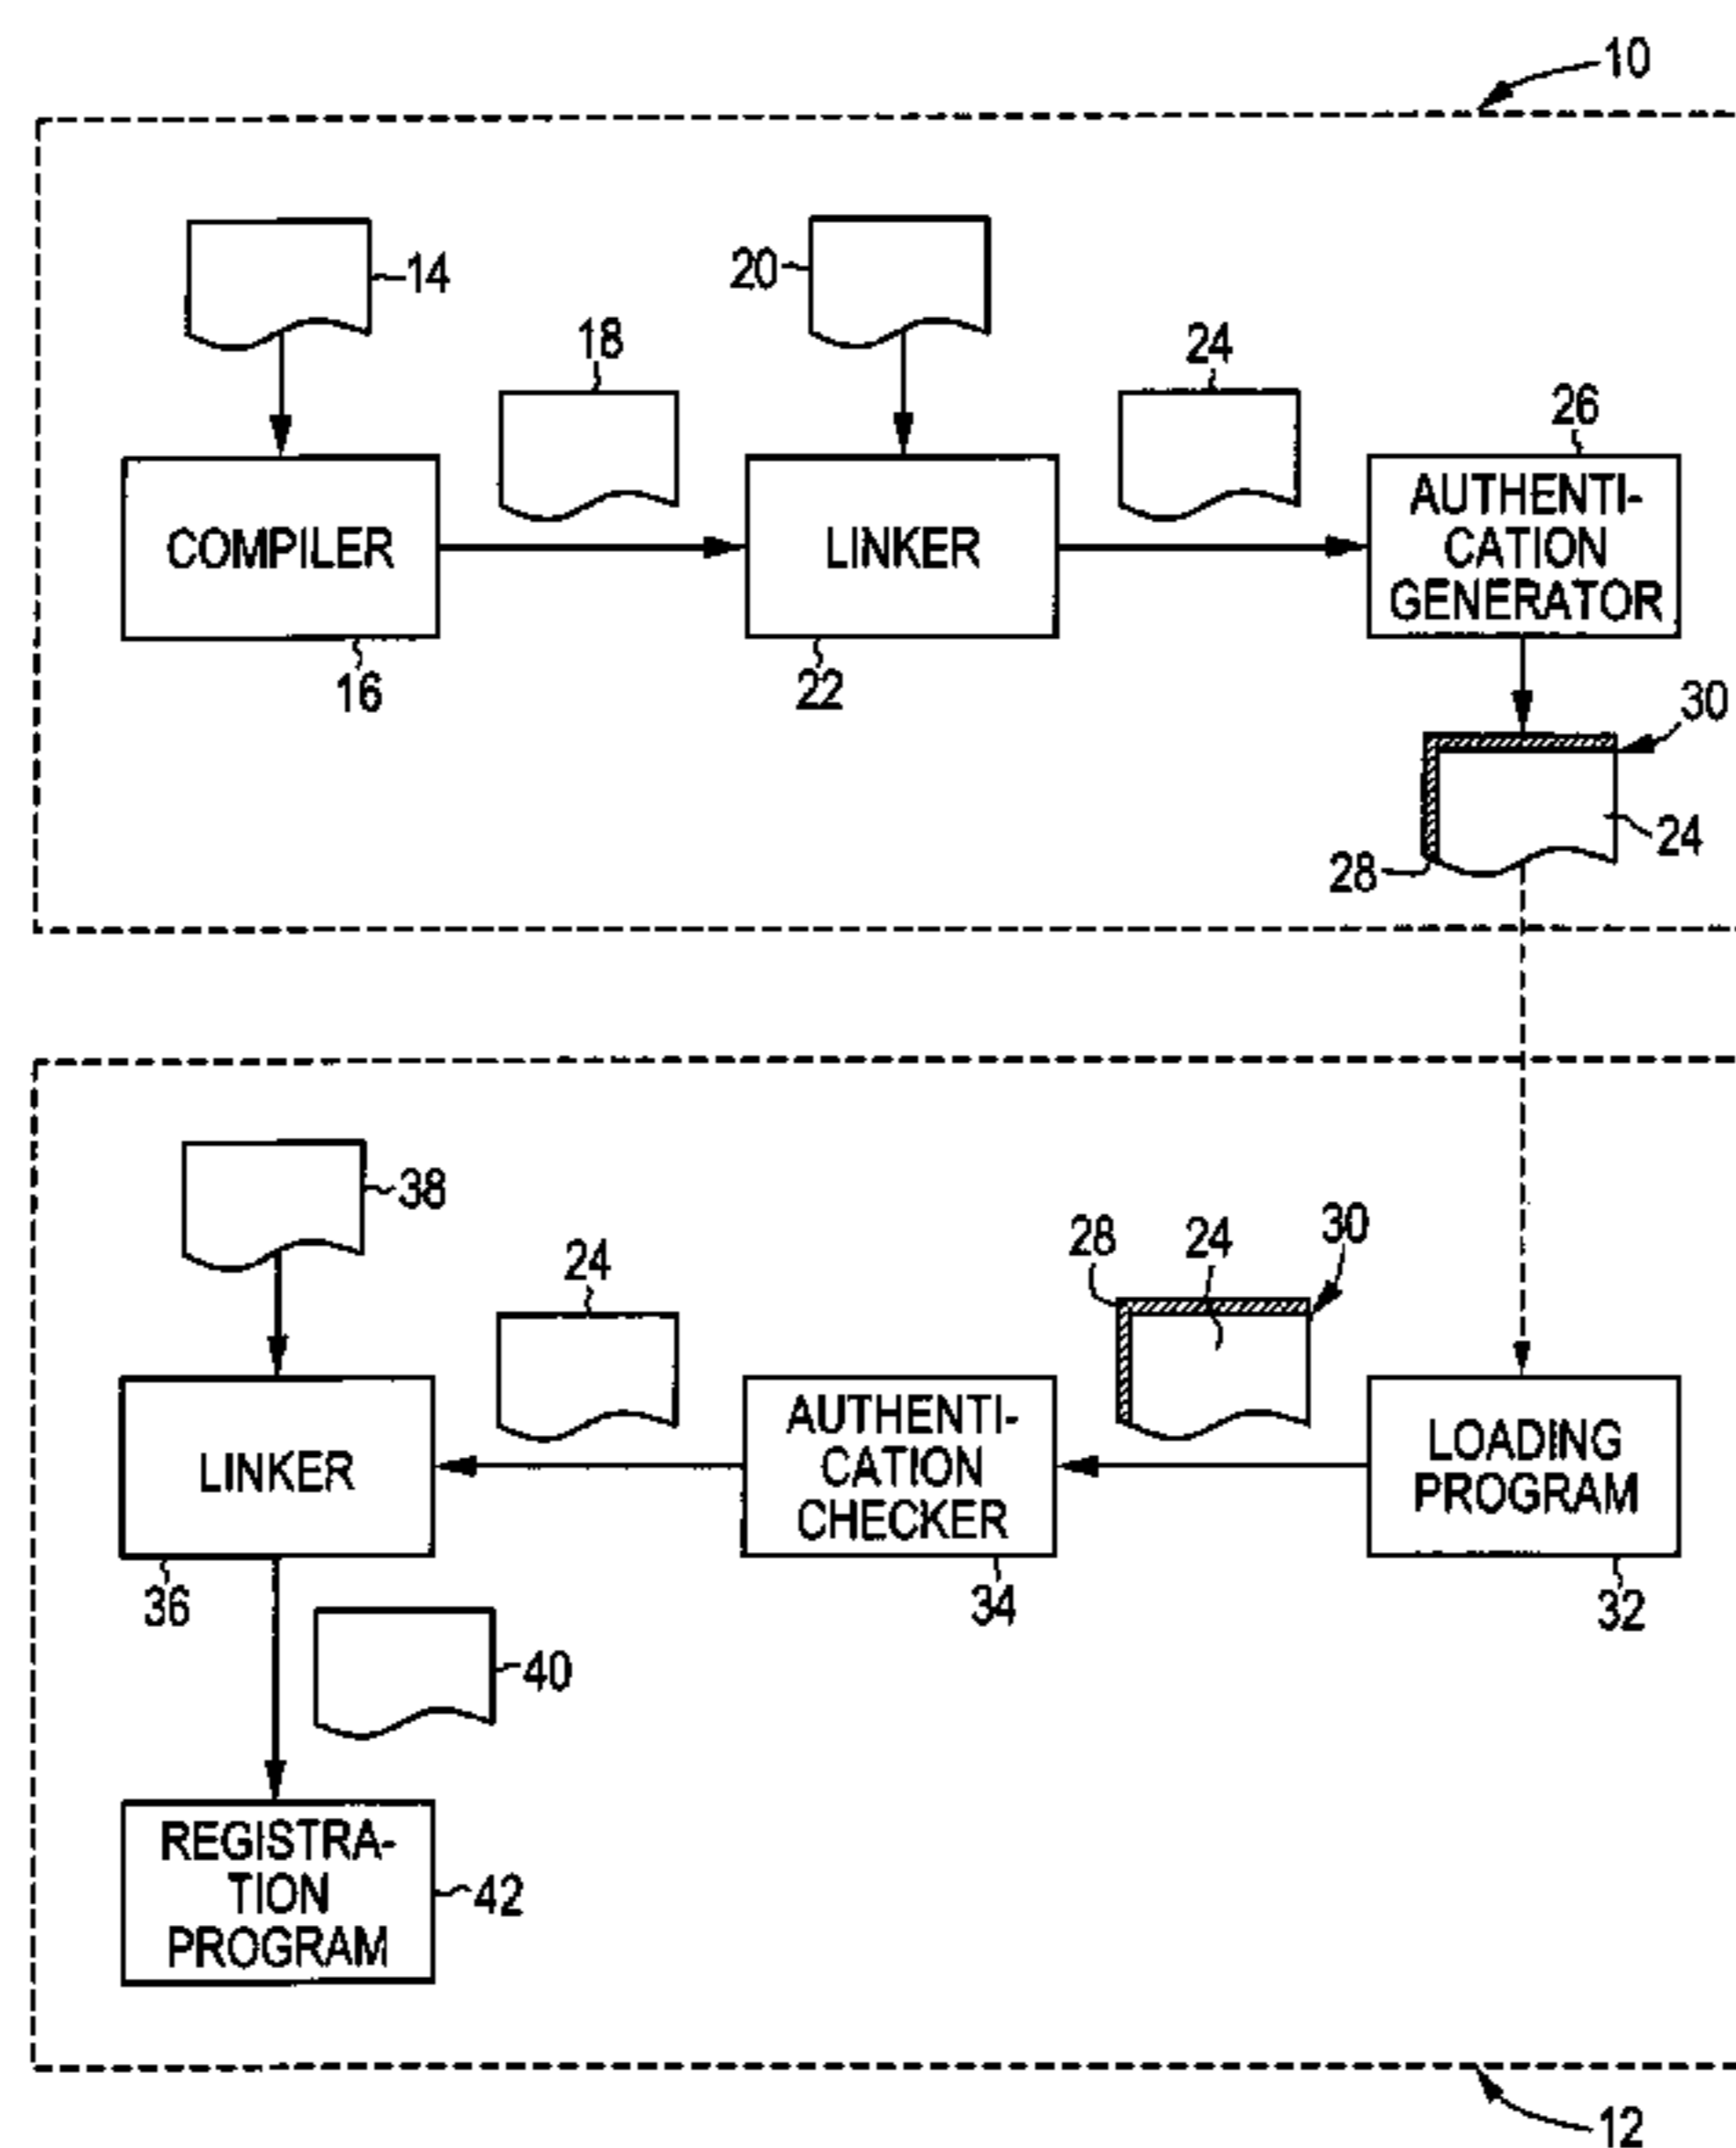 10
14
20
18
24
26
COMPILER
LINKER
AUTHENTI-
CATION
GENERATOR
16
22
30
28
24
38
24
28
24
30
LINKER
AUTHENTI-
CATION
CHECKER
LOADING
PROGRAM
36
34
32
40
REGISTRA-
TION
PROGRAM
42
12